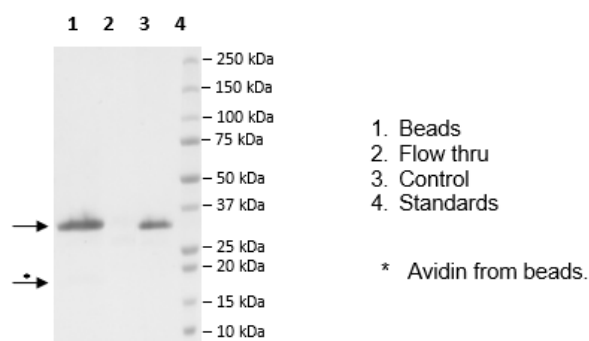 1 2 3 4
250 kDa
150 kDa
100 kDa
75 kDa
50 kDa
37 kDa
25 kDa
20 kDa
15 kDa
10 kDa
*
1. Beads
2. Flow thru
3. Control
4. Standards
* Avidin from beads.